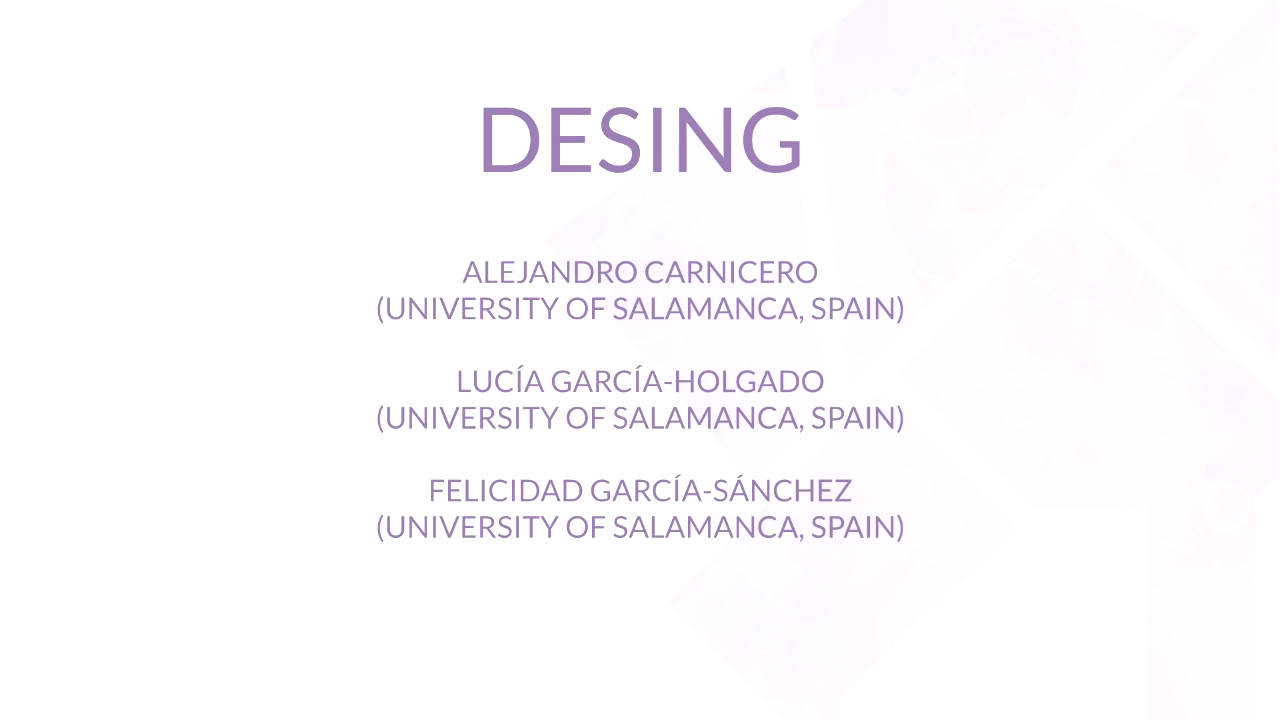 DESING
ALEJANDRO CARNICERO
(UNIVERSITY OF SALAMANCA, SPAIN)
LUCÍA GARCÍA-HOLGADO
(UNIVERSITY OF SALAMANCA, SPAIN)
FELICIDAD GARCÍA-SÁNCHEZ
(UNIVERSITY OF SALAMANCA, SPAIN)